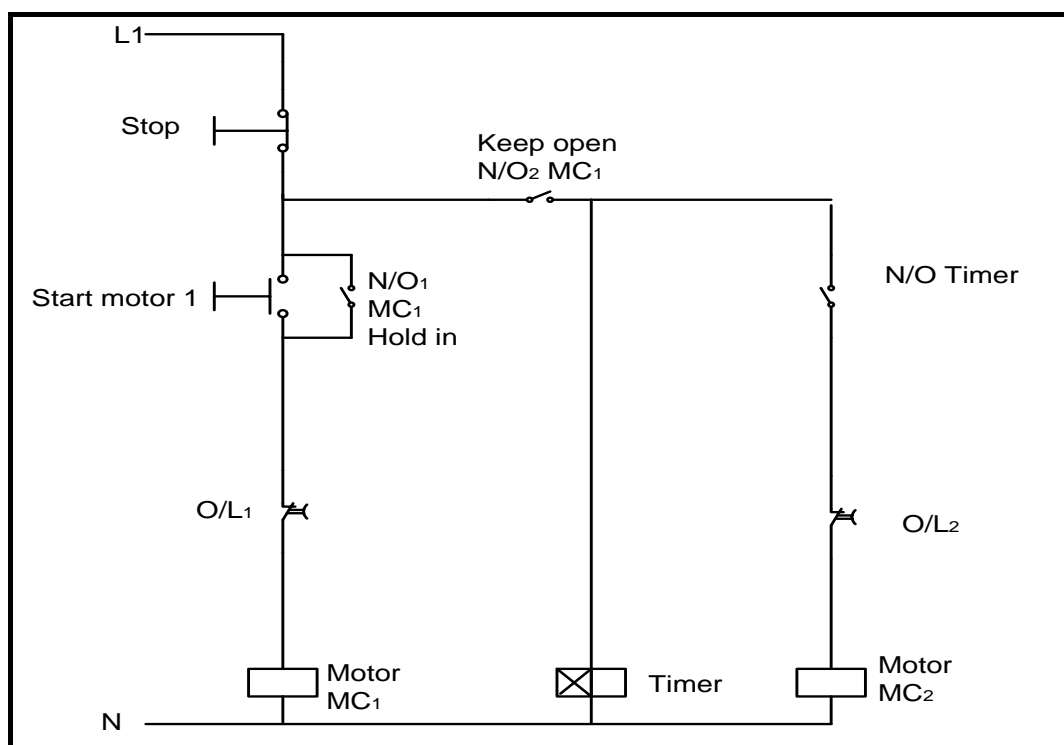 L1
Stop
Keep open
N/O₂ MC₁
Start motor 1
N/O₁
MC₁
Hold in
N/O Timer
O/L₁
O/L₂
Motor
MC₁
Timer
Motor
MC₂
N